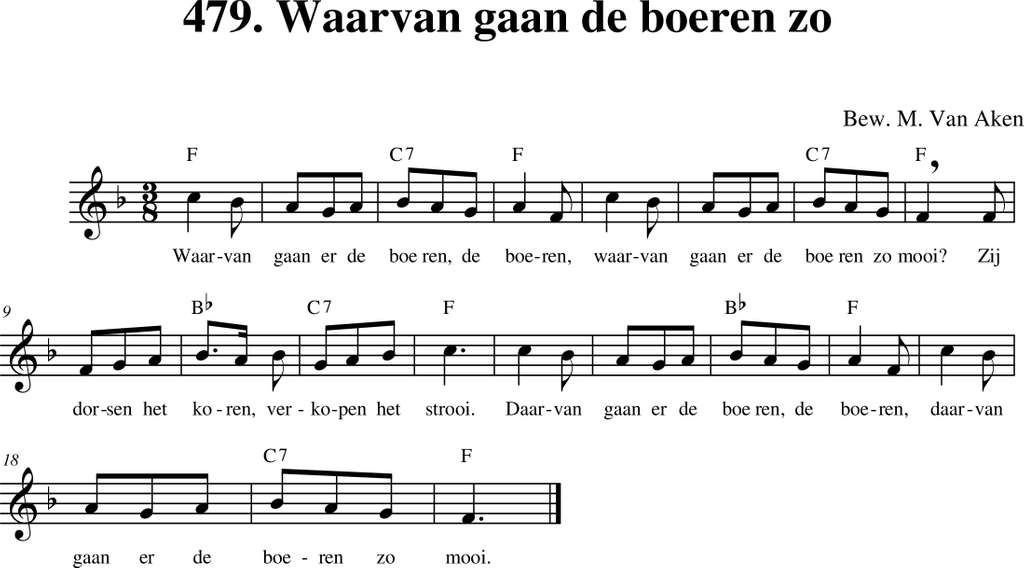 479. Waarvan gaan de boeren zo
Bew. M. Van Aken
F C7 F C7 F
3
8
Waar-van gaan er de boe ren, de boe-ren, waar-van gaan er de boe ren zo mooi? Zij
9
B♭ C7 F B♭ F
dor-sen het ko-ren, ver-ko-pen het strooi. Daar-van gaan er de boe ren, de boe-ren, daar-van
18
C7 F
gaan er de boe - ren zo mooi.